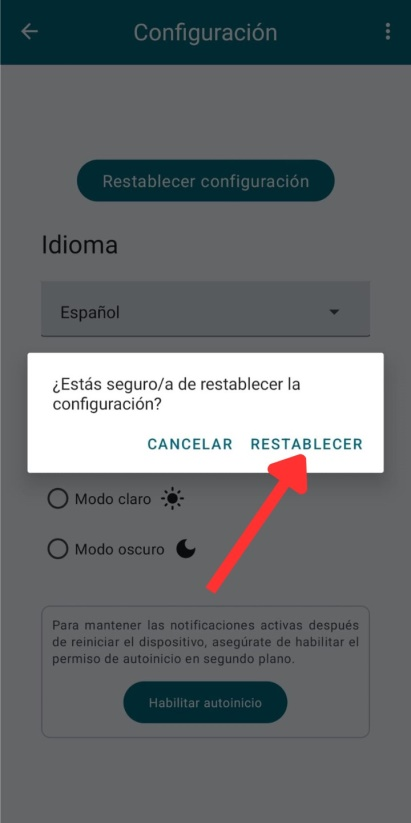 Configuración
Restablecer configuración
Idioma
Español
¿Estás seguro/a de restablecer la
configuración?
CANCELAR RESTABLECER
Modo claro
Modo oscuro
Para mantener las notificaciones activas después
de reiniciar el dispositivo, asegúrate de habilitar el
permiso de autoinicio en segundo plano.
Habilitar autoinicio